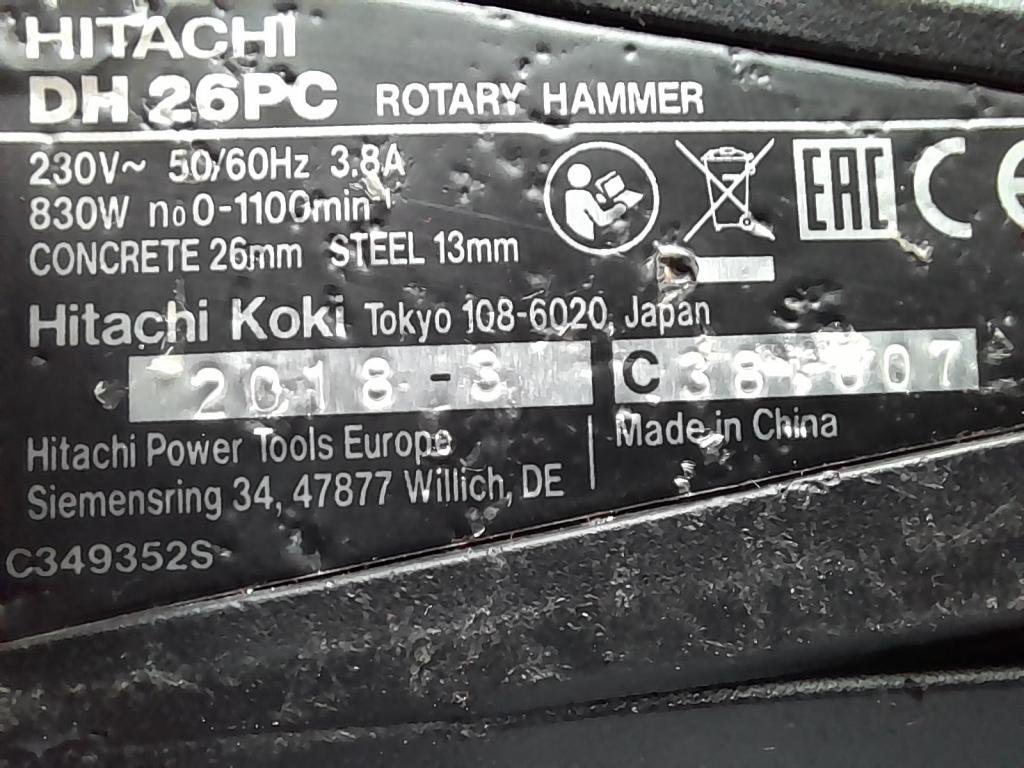 HITACHI
DH 26PC ROTARY HAMMER
230V~ 50/60Hz 3.8A
830W no 0-1100min⁻¹
CONCRETE 26mm STEEL 13mm
EAC CE
Hitachi Koki Tokyo 108-6020, Japan
2018-3
Hitachi Power Tools Europe
Made in China
Siemensring 34, 47877 Willich, DE
C349352S